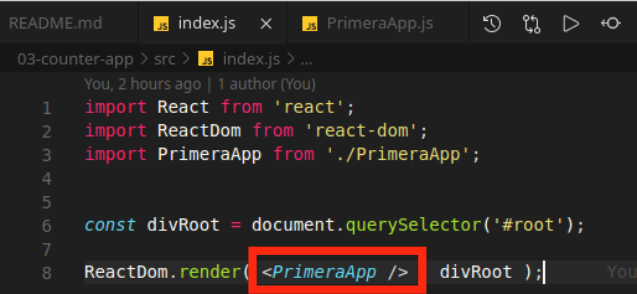 README.md JS index.js × JS PrimeraApp.js
03-counter-app > src > JS index.js > ...
You, 2 hours ago | 1 author (You)
1 import React from 'react';
2 import ReactDom from 'react-dom';
3 import PrimeraApp from './PrimeraApp';
4
5
6 const divRoot = document.querySelector('#root');
7
8 ReactDom.render( <PrimeraApp /> divRoot ); You